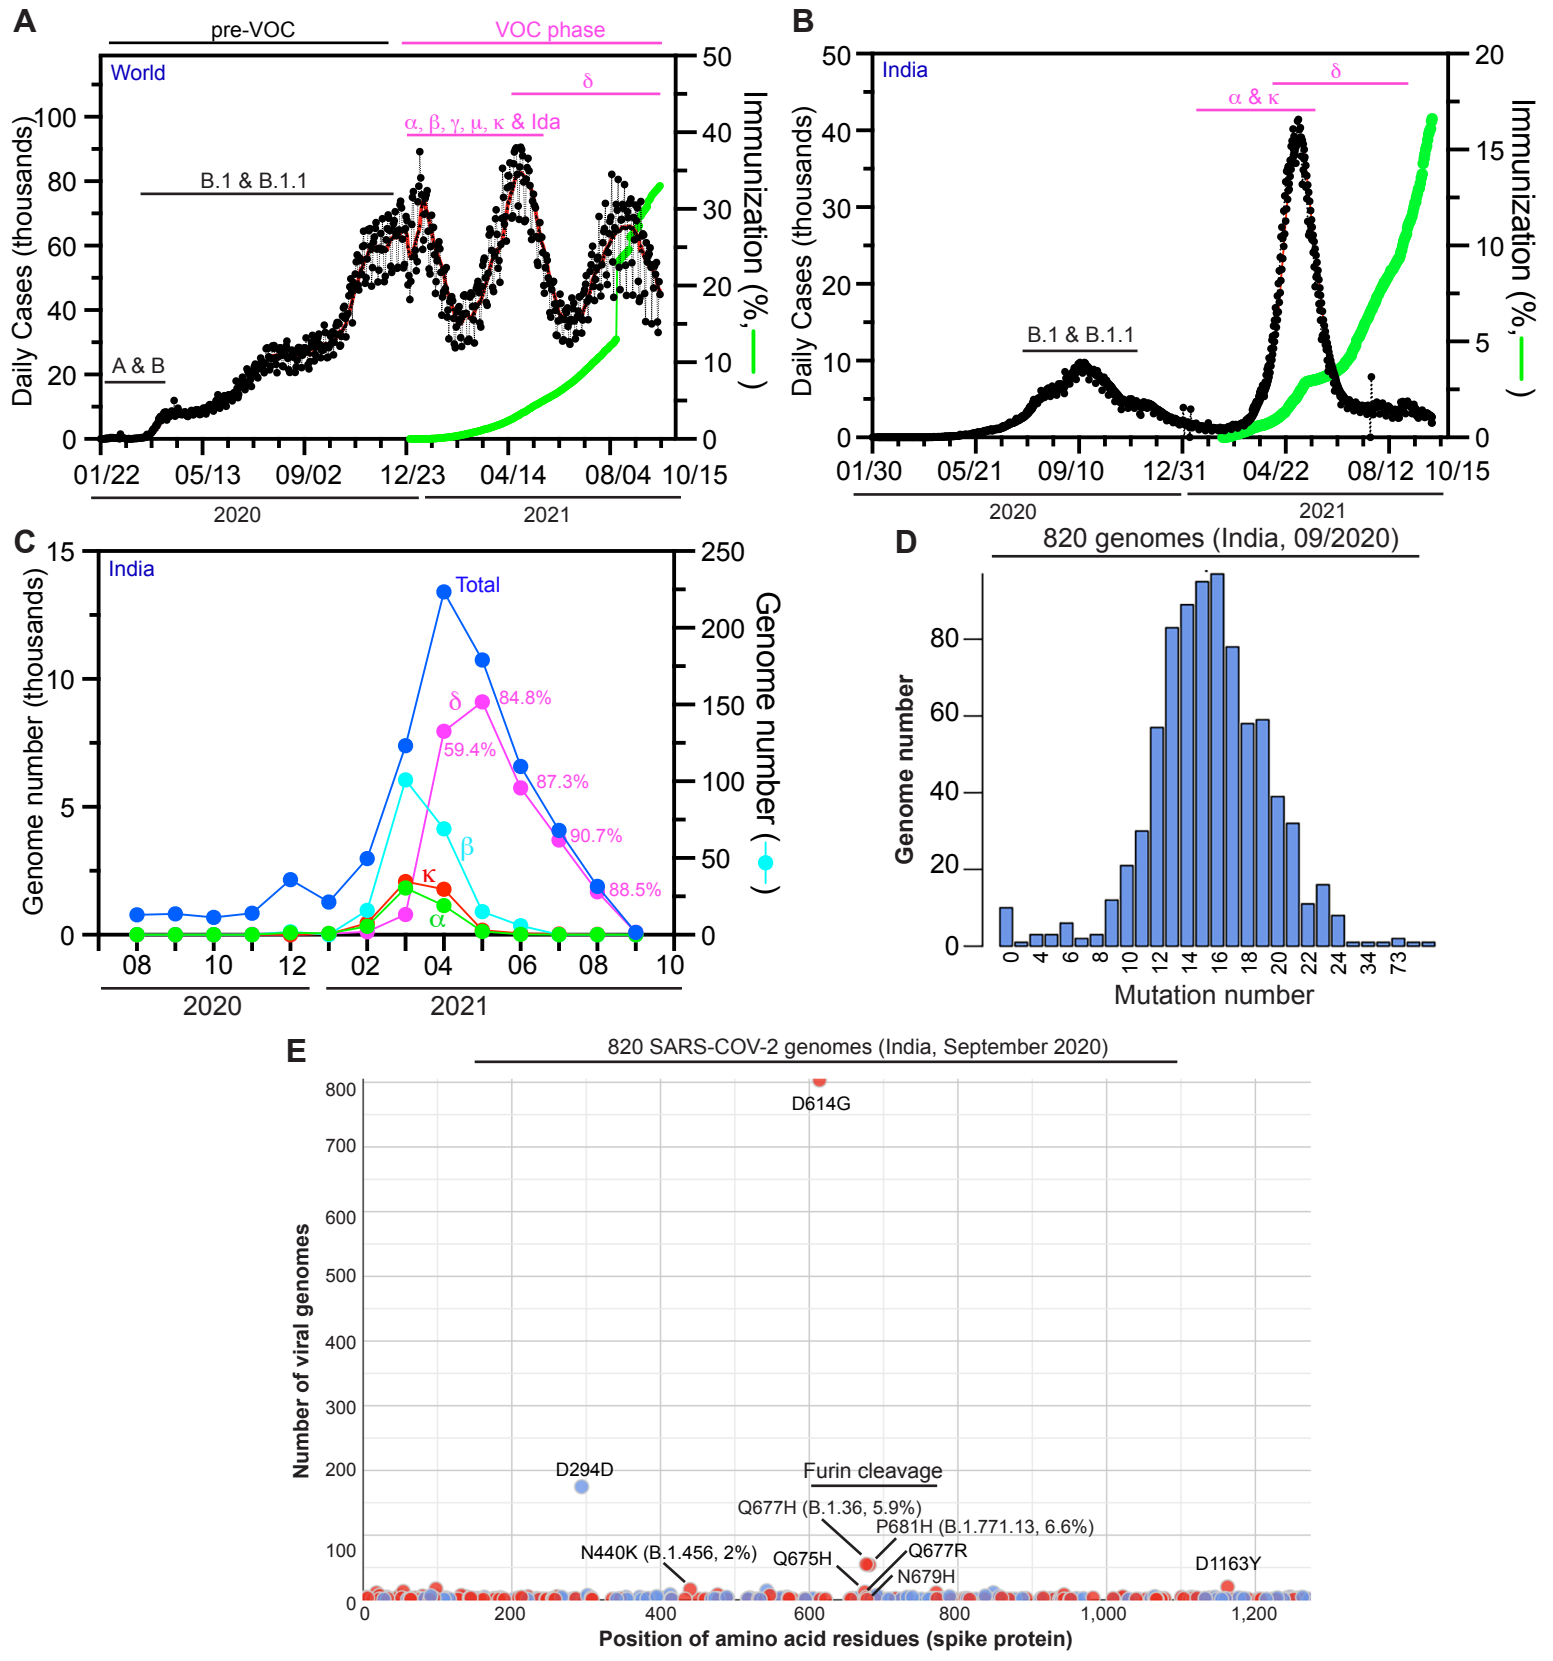 A
pre-VOC
VOC phase
World
δ
α, β, γ, μ, κ & Ida
B.1 & B.1.1
A & B
Daily Cases (thousands)
100
80
60
40
20
0
50
40
30
20
10
0
Immunization (%, )
01/22 05/13 09/02 12/23 04/14 08/04 10/15
2020 2021
B
India
δ
α & κ
B.1 & B.1.1
Daily Cases (thousands)
50
40
30
20
10
0
20
15
10
5
0
Immunization (%, )
01/30 05/21 09/10 12/31 04/22 08/12 10/15
2020 2021
C
India
Total
δ
84.8%
59.4%
87.3%
β
90.7%
κ
88.5%
α
Genome number (thousands)
15
10
5
0
250
200
150
100
50
0
Genome number ( )
08 10 12 02 04 06 08 10
2020 2021
D
820 genomes (India, 09/2020)
Genome number
80
60
40
20
0
0 4 6 8 10 12 14 16 18 20 22 24 34 73
Mutation number
E
820 SARS-COV-2 genomes (India, September 2020)
Number of viral genomes
800
700
600
500
400
300
200
100
0
D614G
D294D
Furin cleavage
Q677H (B.1.36, 5.9%)
P681H (B.1.771.13, 6.6%)
N440K (B.1.456, 2%)
Q675H
Q677R
N679H
D1163Y
0 200 400 600 800 1,000 1,200
Position of amino acid residues (spike protein)